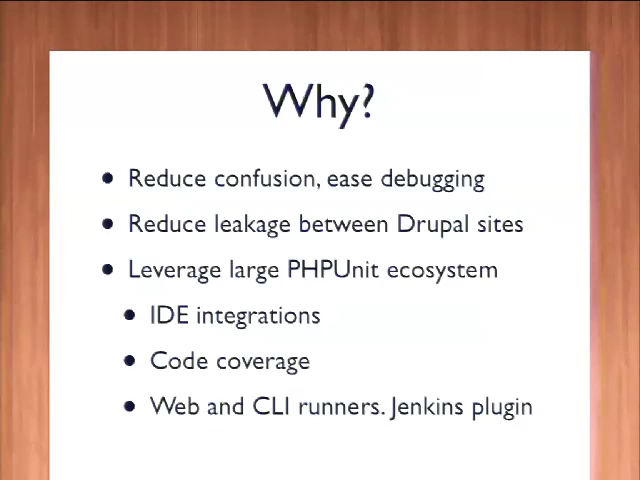 Why?
• Reduce confusion, ease debugging
• Reduce leakage between Drupal sites
• Leverage large PHPUnit ecosystem
• IDE integrations
• Code coverage
• Web and CLI runners. Jenkins plugin